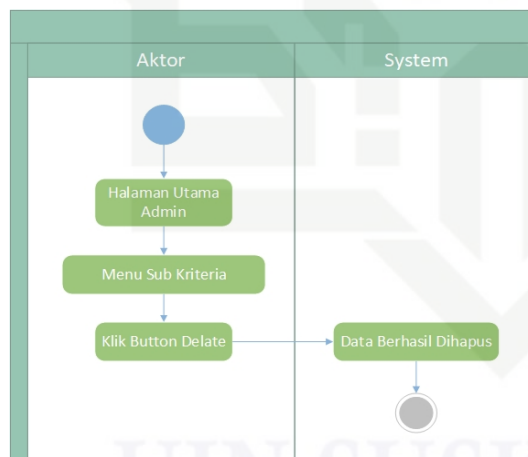 Aktor
System
Halaman Utama
Admin
Menu Sub Kriteria
Klik Button Delate
Data Berhasil Dihapus